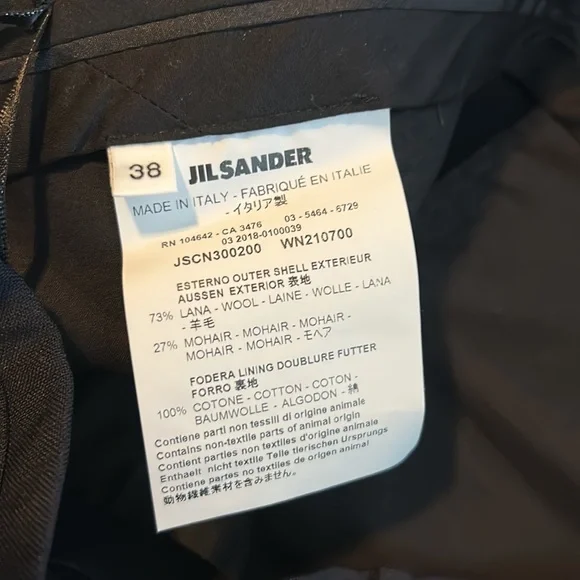 38
JIL SANDER
MADE IN ITALY - FABRIQUÉ EN ITALIE
- イタリア製
RN 104642 - CA 3476 03 - 5464 - 6729
03 2018-0100039
JSCN300200 WN210700
ESTERNO OUTER SHELL EXTERIEUR
AUSSEN EXTERIOR 表地
73% LANA - WOOL - LAINE - WOLLE - LANA
- 羊毛
27% MOHAIR - MOHAIR - MOHAIR -
MOHAIR - MOHAIR - モヘア
FODERA LINING DOUBLURE FUTTER
FORRO 裏地
100% COTONE - COTTON - COTON -
BAUMWOLLE - ALGODON - 綿
Contiene parti non tessili di origine animale
Contains non-textile parts of animal origin
Contient parties non textiles d'origine animale
Enthaelt nicht textile Teile tierischen Ursprungs
Contiene partes no textiles de origen animal
動物繊維素材を含みません。